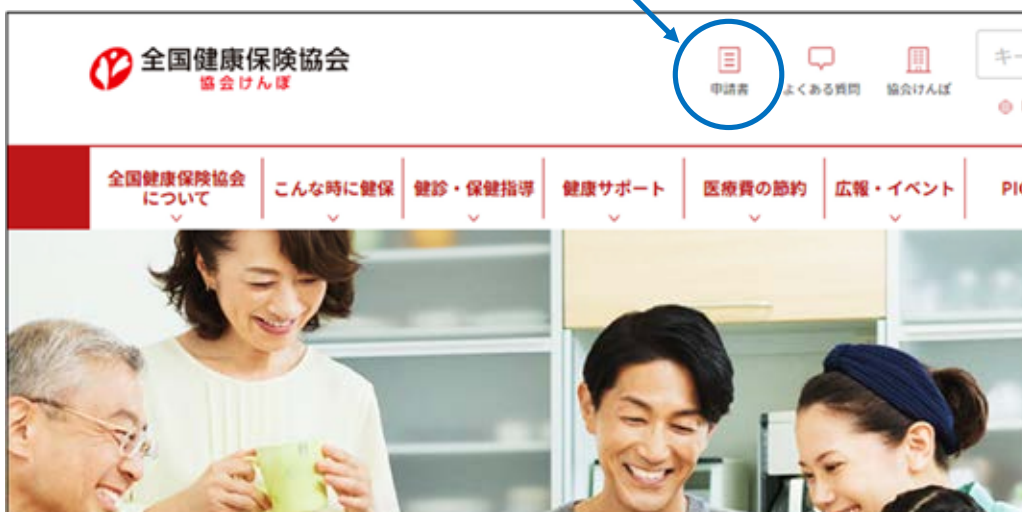 全国健康保険協会
協会けんぽ
申請書
よくある質問
協会けんぽ
キー
全国健康保険協会
について
こんな時に健保
健診・保健指導
健康サポート
医療費の節約
広報・イベント